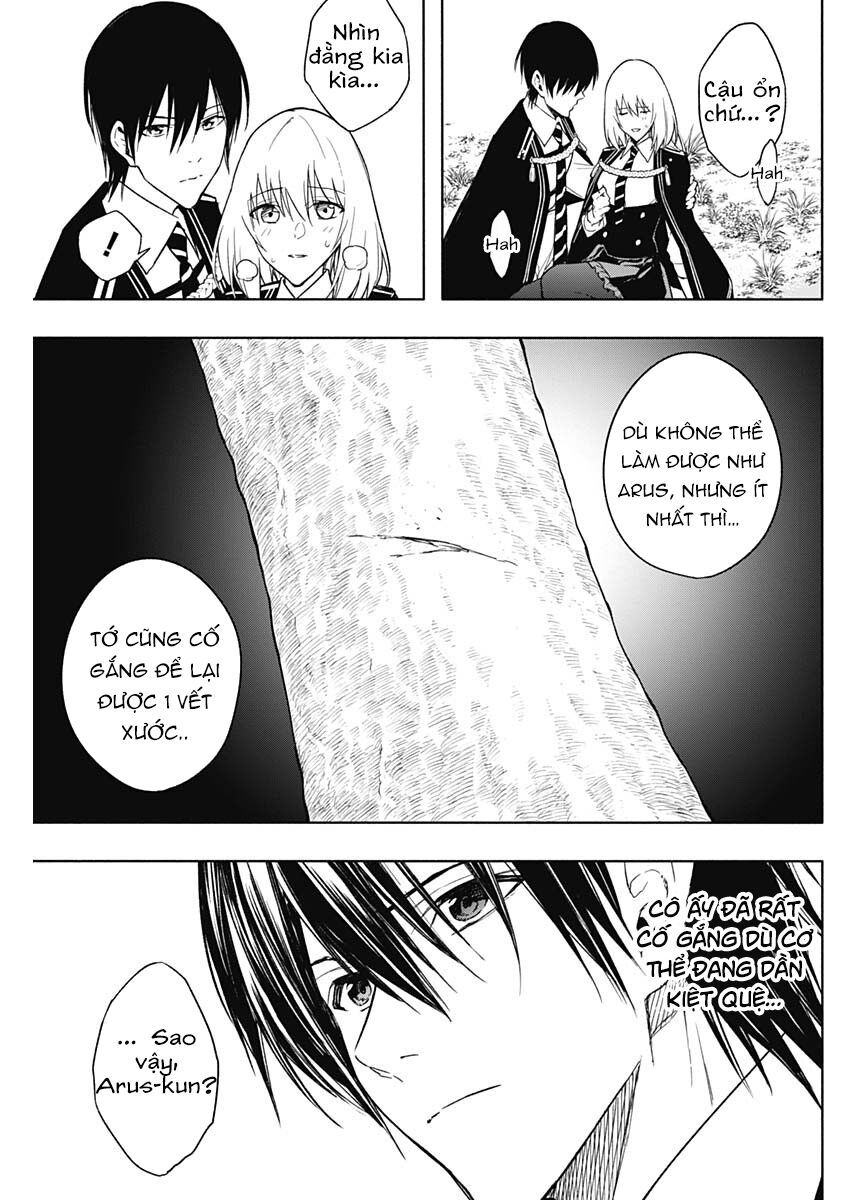 Cậu ổn
chứ...?
Hah
Hah
Nhìn
đằng kia
kìa...
!
DÙ KHÔNG THỂ
LÀM ĐƯỢC NHƯ
ARUS, NHƯNG ÍT
NHẤT THÌ...
TỚ CŨNG CỐ
GẮNG ĐỂ LẠI
ĐƯỢC 1 VẾT
XƯỚC..
CÔ ẤY ĐÃ RẤT
CỐ GẮNG DÙ CƠ
THỂ ĐANG DẦN
KIỆT QUỆ...
... Sao
vậy,
Arus-kun?